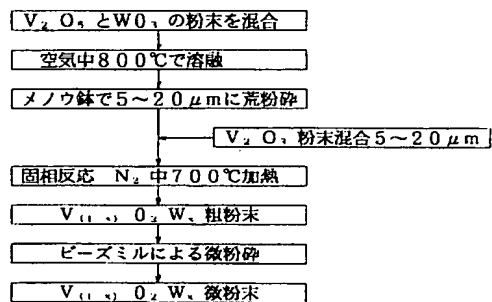 V₂O₅とWO₃の粉末を混合
空気中800℃で溶融
メノウ鉢で5～20μmに荒粉砕
V₂O₃粉末混合5～20μm
固相反応 N₂中700℃加熱
V₍₁₋ₓ₎O₂Wₓ粗粉末
ビーズミルによる微粉砕
V₍₁₋ₓ₎O₂Wₓ微粉末